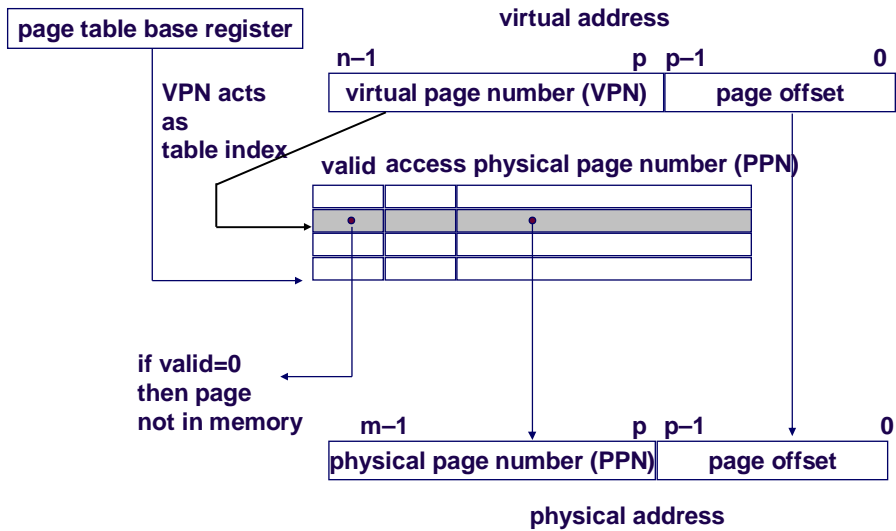 page table base register
virtual address
n–1 p p–1 0
virtual page number (VPN) page offset
VPN acts
as
table index
valid access physical page number (PPN)
if valid=0
then page
not in memory
m–1 p p–1 0
physical page number (PPN) page offset
physical address